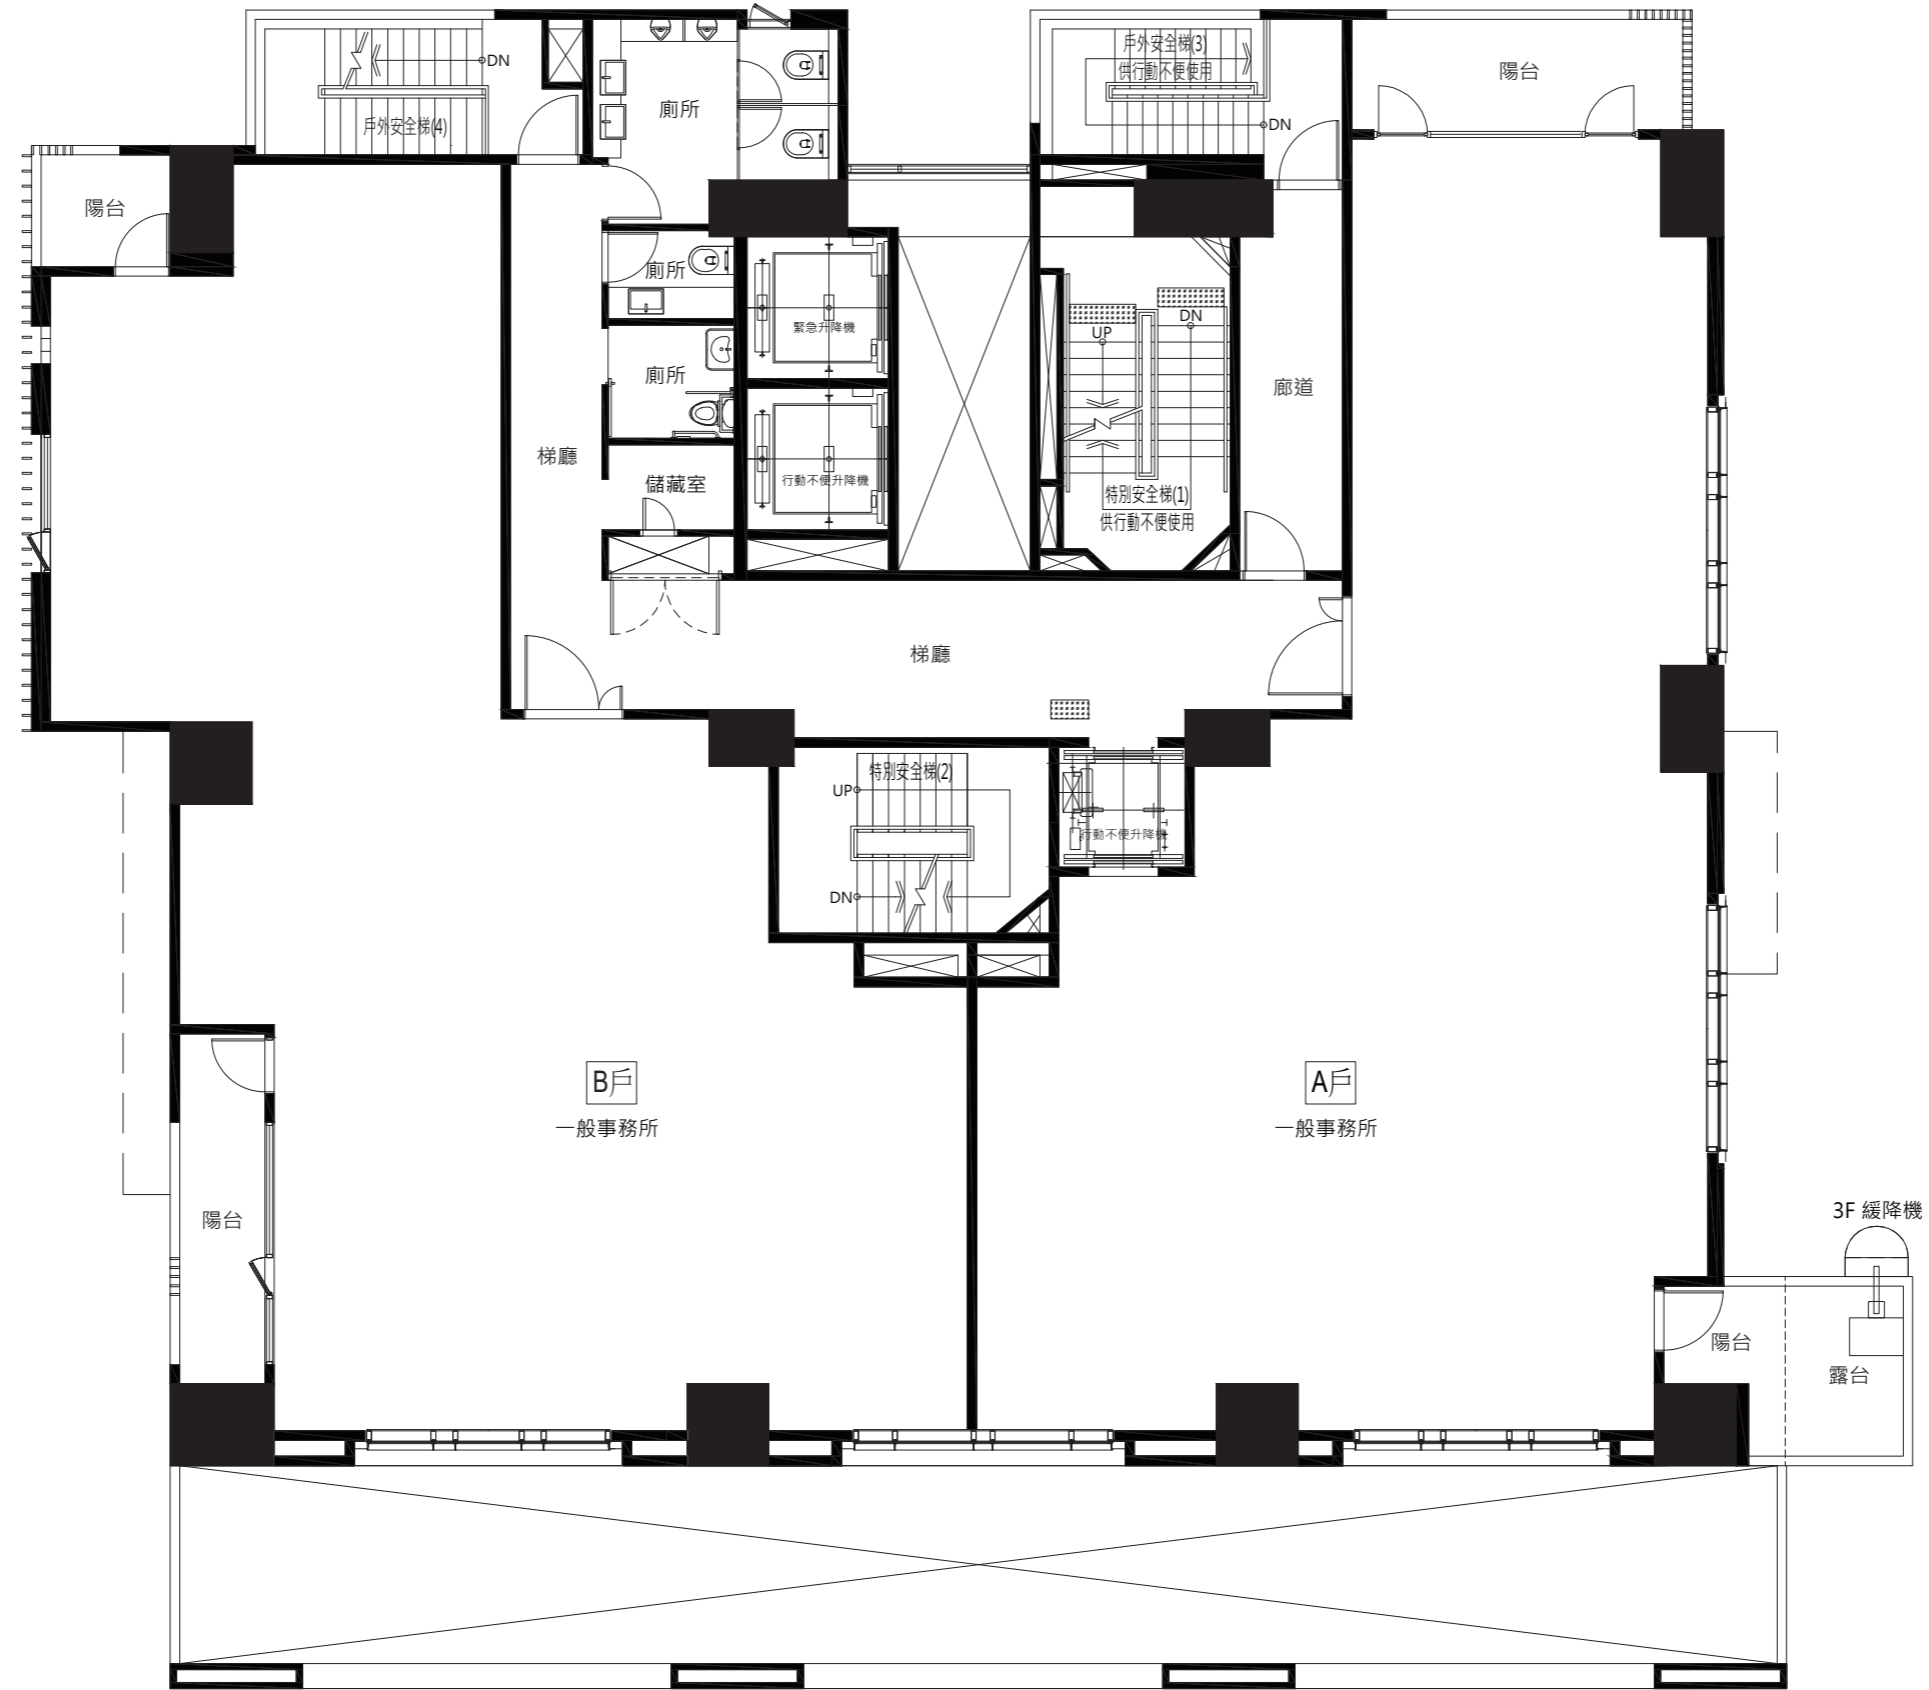 DN
戶外安全梯(4)
廁所
戶外安全梯(3)
供行動不便使用
DN
陽台
陽台
廁所
緊急升降機
廁所
UP
DN
廊道
梯廳
儲藏室
行動不便升降機
特別安全梯(1)
供行動不便使用
梯廳
特別安全梯(2)
UP
DN
行動不便升降機
B戶
一般事務所
A戶
一般事務所
陽台
3F 緩降機
陽台
露台